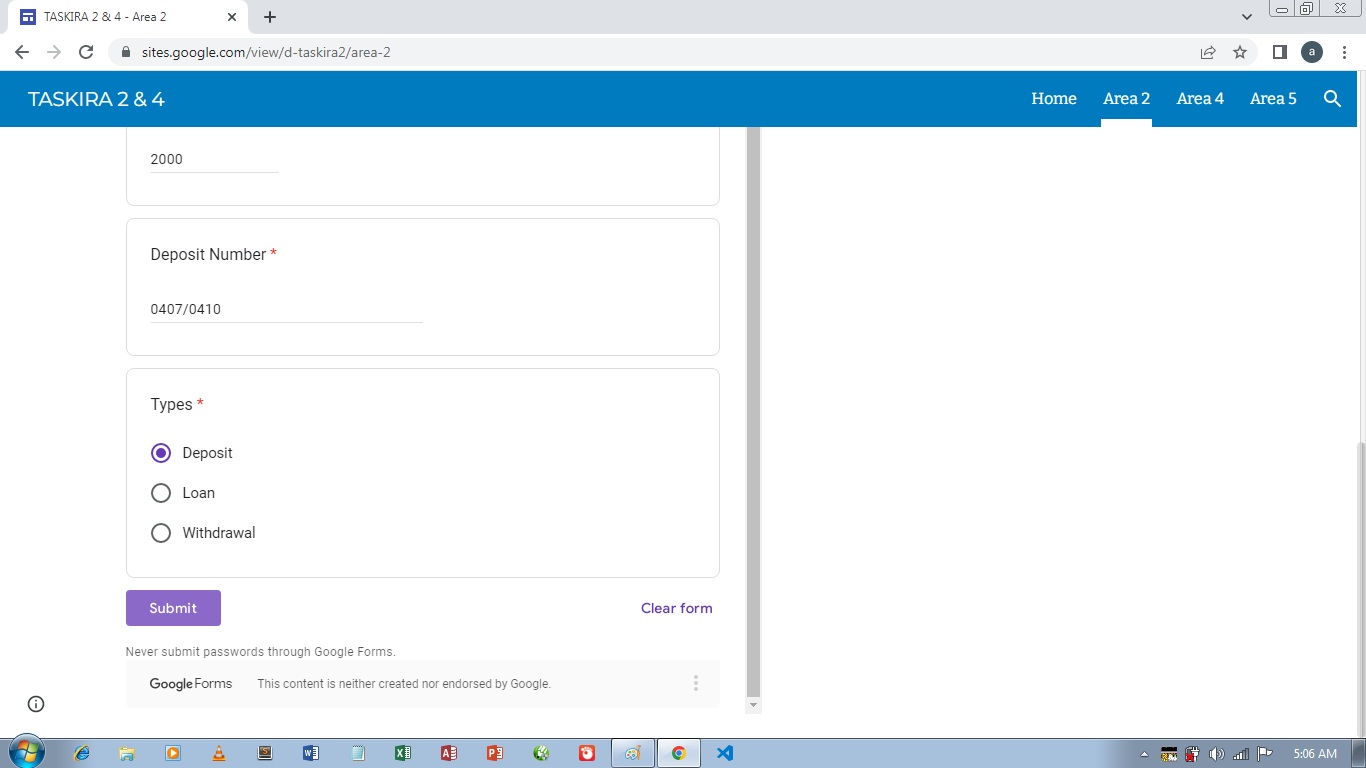 TASKIRA 2 & 4 - Area 2
sites.google.com/view/d-taskira2/area-2
a
TASKIRA 2 & 4
Home Area 2 Area 4 Area 5
2000
Deposit Number *
0407/0410
Types *
Deposit
Loan
Withdrawal
Submit Clear form
Never submit passwords through Google Forms.
Google Forms This content is neither created nor endorsed by Google.
5:06 AM